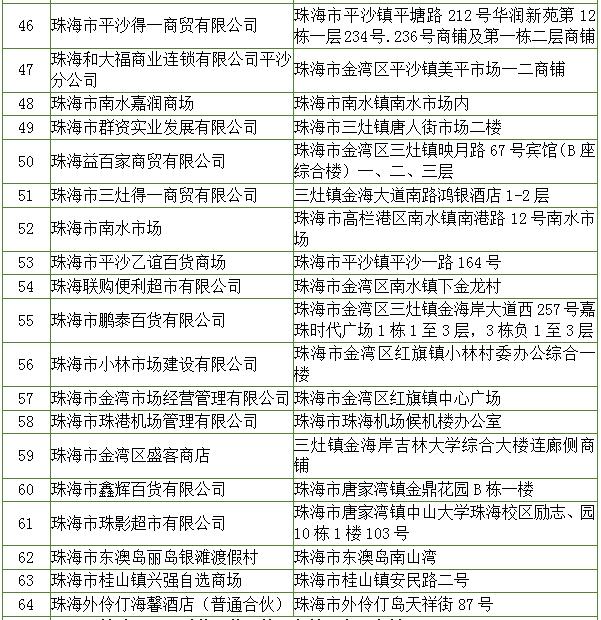 46
珠海市平沙得一商贸有限公司
珠海市平沙镇平塘路 212 号华润新苑第 12
栋一层 234 号.236 号商铺及第一栋二层商铺
47
珠海和大福商业连锁有限公司平沙
分公司
珠海市金湾区平沙镇美平市场一二商铺
48
珠海市南水嘉润商场
珠海市南水镇南水市场内
49
珠海市群资实业发展有限公司
珠海市三灶镇唐人街市场二楼
50
珠海益百家商贸有限公司
珠海市金湾区三灶镇映月路 67 号宾馆(B 座
综合楼）一、二、三层
51
珠海市三灶得一商贸有限公司
三灶镇金海大道南路鸿银酒店 1-2 层
52
珠海市南水市场
珠海市高栏港区南水镇南港路 12 号南水市
场
53
珠海市平沙乙谊百货商场
珠海市平沙镇平沙一路 164 号
54
珠海联购便利超市有限公司
珠海市金湾区南水镇下金龙村
55
珠海市鹏泰百货有限公司
珠海市金湾区三灶镇金海岸大道西 257 号嘉
珠时代广场 1 栋 1 至 3 层，3 栋负 1 至 3 层
56
珠海市小林市场建设有限公司
珠海市金湾区红旗镇小林村委办公综合一
楼
57
珠海市金湾市场经营管理有限公司
珠海市金湾区红旗镇中心广场
58
珠海市珠港机场管理有限公司
珠海市珠海机场候机楼办公室
59
珠海市金湾区盛客商店
三灶镇金海岸吉林大学综合大楼连廊侧商
铺
60
珠海市鑫辉百货有限公司
珠海市唐家湾镇金鼎花园 B 栋一楼
61
珠海市珠影超市有限公司
珠海市唐家湾镇中山大学珠海校区励志、园
10 栋 1 楼 103 号
62
珠海市东澳岛丽岛银滩渡假村
珠海市东澳岛南山湾
63
珠海市桂山镇兴强自选商场
珠海市桂山镇安民路二号
64
珠海外伶仃海馨酒店（普通合伙）
珠海市外伶仃岛天祥街 87 号